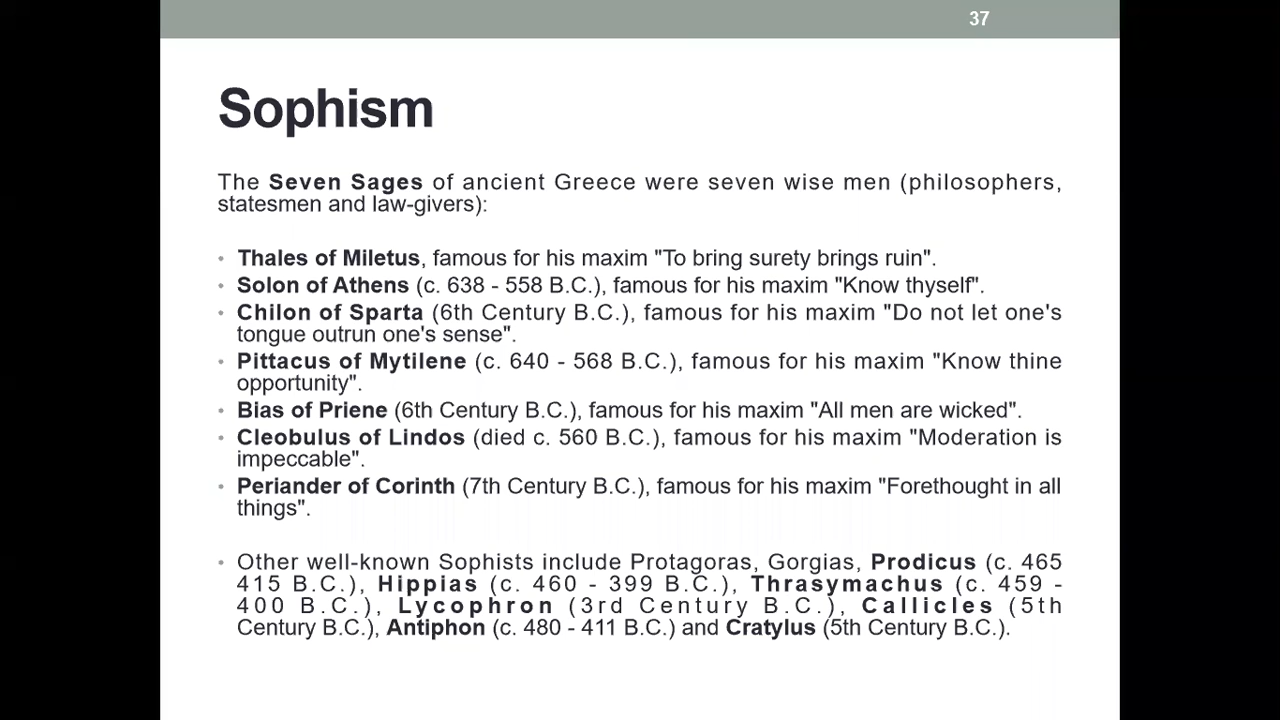 37
Sophism
The Seven Sages of ancient Greece were seven wise men (philosophers,
statesmen and law-givers):
• Thales of Miletus, famous for his maxim "To bring surety brings ruin".
• Solon of Athens (c. 638 - 558 B.C.), famous for his maxim "Know thyself".
• Chilon of Sparta (6th Century B.C.), famous for his maxim "Do not let one's
tongue outrun one's sense".
• Pittacus of Mytilene (c. 640 - 568 B.C.), famous for his maxim "Know thine
opportunity".
• Bias of Priene (6th Century B.C.), famous for his maxim "All men are wicked".
• Cleobulus of Lindos (died c. 560 B.C.), famous for his maxim "Moderation is
impeccable".
• Periander of Corinth (7th Century B.C.), famous for his maxim "Forethought in all
things".
• Other well-known Sophists include Protagoras, Gorgias, Prodicus (c. 465
415 B.C.), Hippias (c. 460 - 399 B.C.), Thrasymachus (c. 459 -
400 B.C.), Lycophron (3rd Century B.C.), Callicles (5th
Century B.C.), Antiphon (c. 480 - 411 B.C.) and Cratylus (5th Century B.C.).